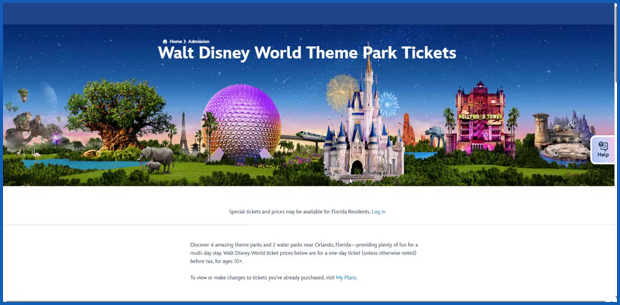 Home > Admission
Walt Disney World Theme Park Tickets
HOLLYWOOD TOWER
Hotel
Help
Special tickets and prices may be available for Florida Residents. Log in
Discover 4 amazing theme parks and 2 water parks near Orlando, Florida—providing plenty of fun for a
multi-day stay. Walt Disney World ticket prices below are for a one-day ticket (unless otherwise noted)
before tax, for ages 10+.
To view or make changes to tickets you've already purchased, visit My Plans.